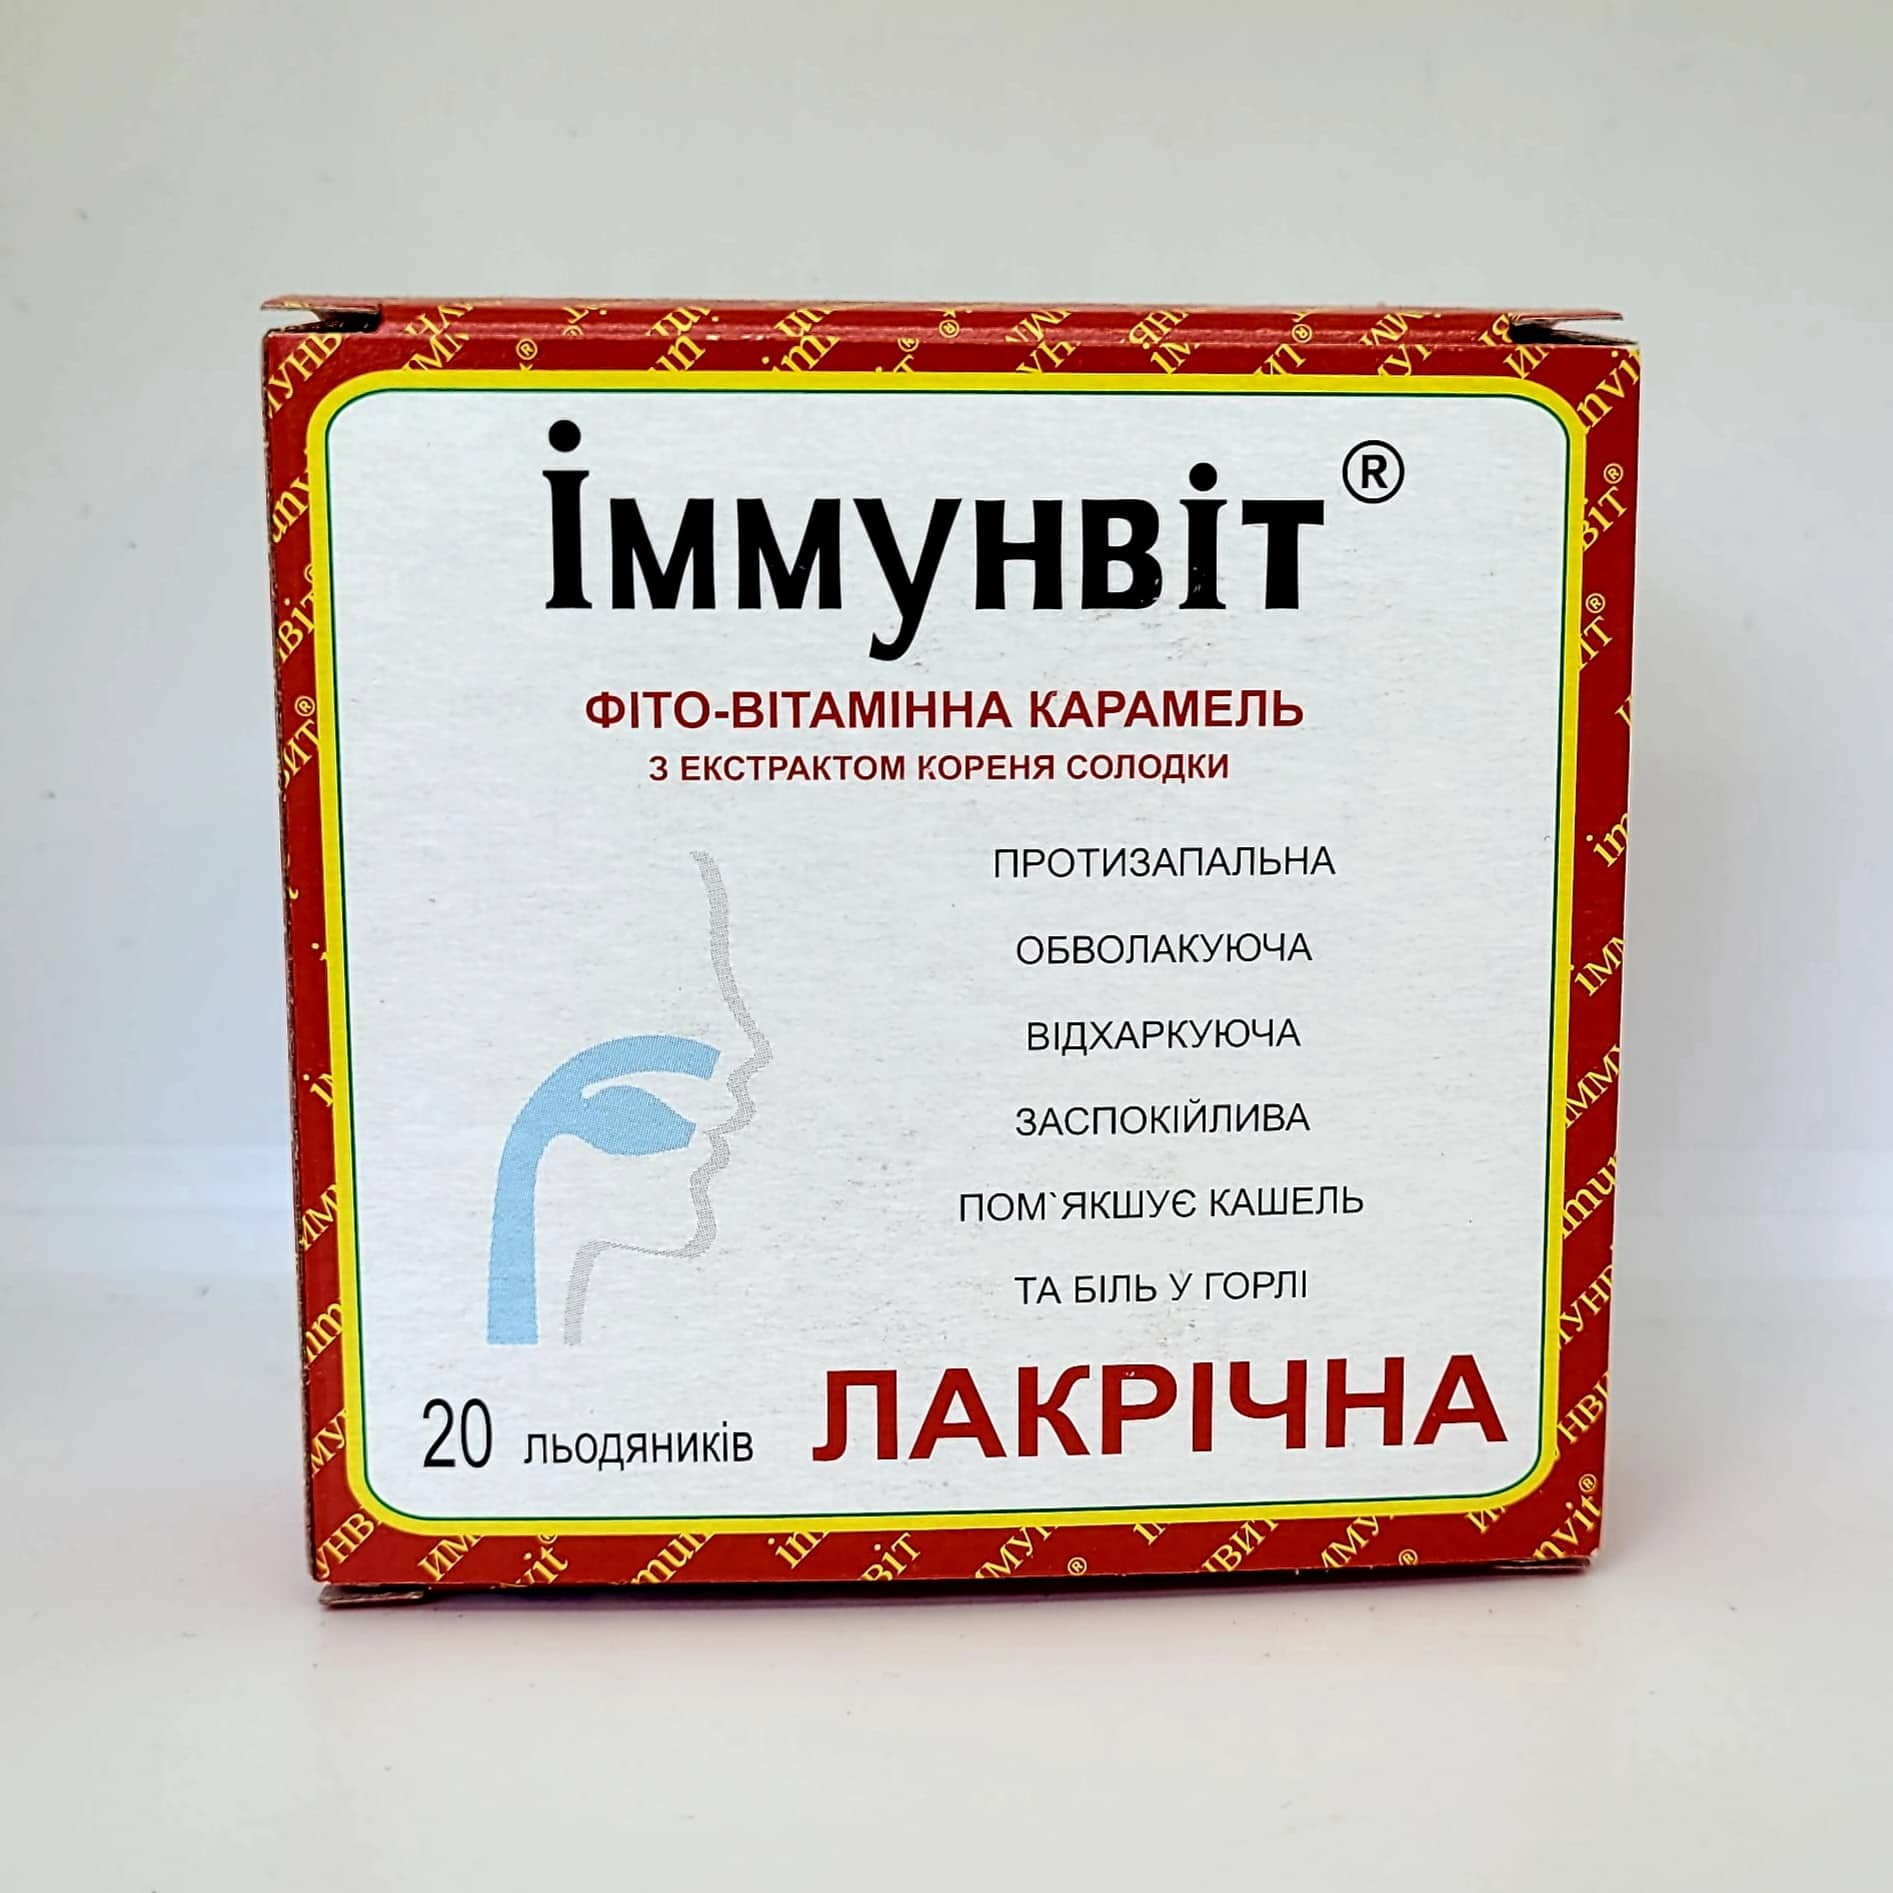 іммунвіт®
ФІТО-ВІТАМІННА КАРАМЕЛЬ
З ЕКСТРАКТОМ КОРЕНЯ СОЛОДКИ
ПРОТИЗАПАЛЬНА
ОБВОЛАКУЮЧА
ВІДХАРКУЮЧА
ЗАСПОКІЙЛИВА
ПОМ`ЯКШУЄ КАШЕЛЬ
ТА БІЛЬ У ГОРЛІ
20 льодяників
ЛАКРІЧНА